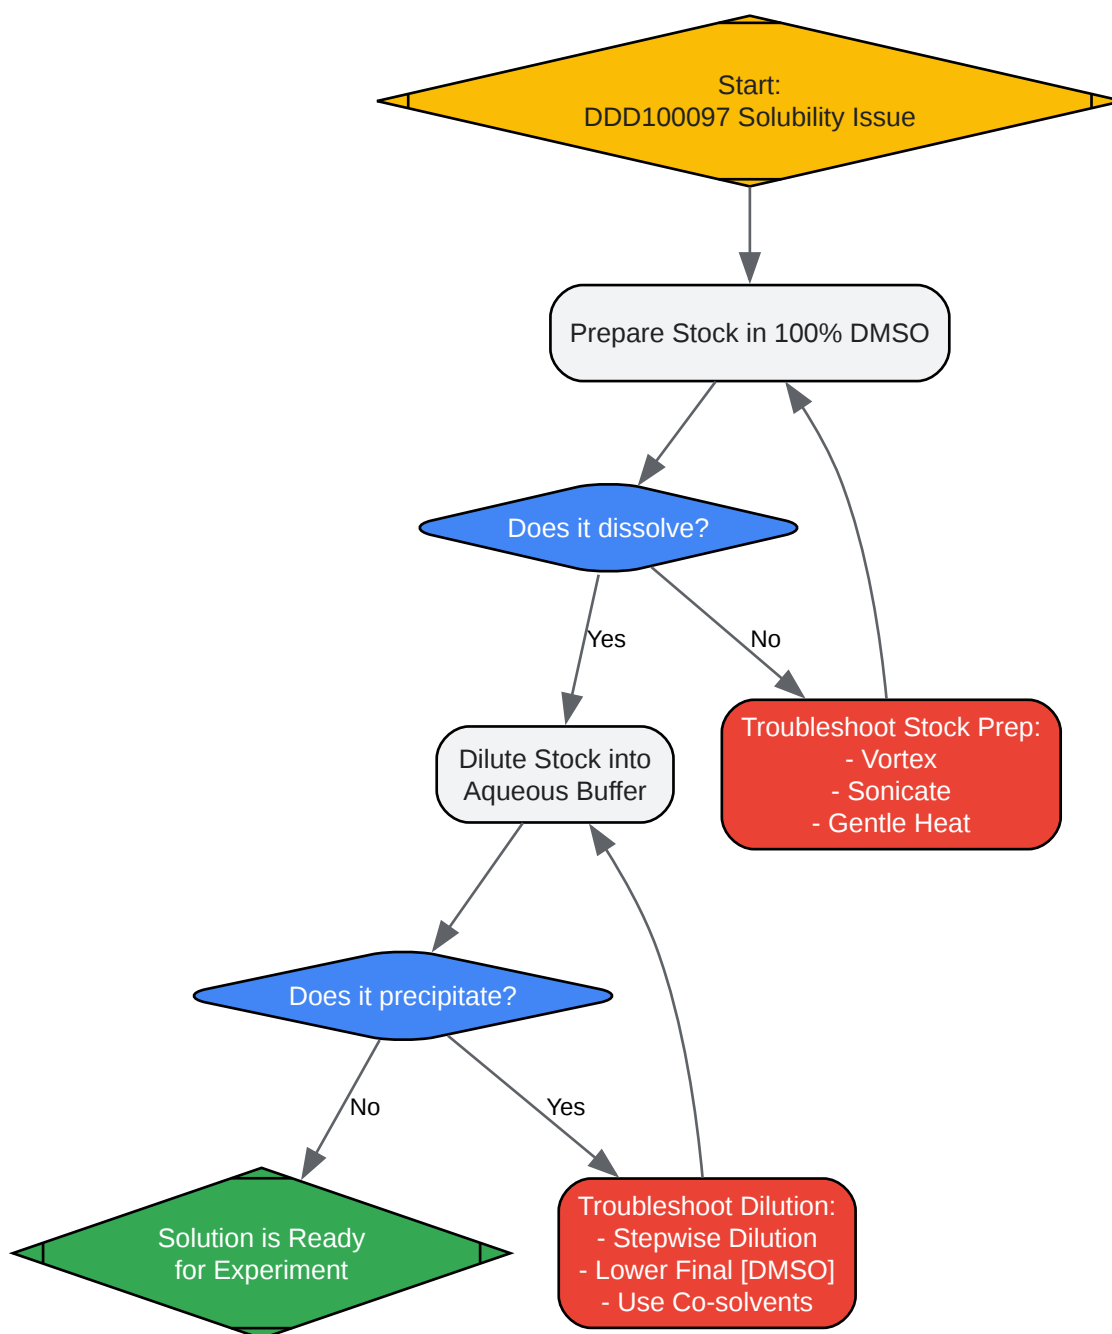 Start:
DDD100097 Solubility Issue
Prepare Stock in 100% DMSO
Does it dissolve?
Yes
No
Troubleshoot Stock Prep:
- Vortex
- Sonicate
- Gentle Heat
Dilute Stock into
Aqueous Buffer
Does it precipitate?
No
Yes
Solution is Ready
for Experiment
Troubleshoot Dilution:
- Stepwise Dilution
- Lower Final [DMSO]
- Use Co-solvents